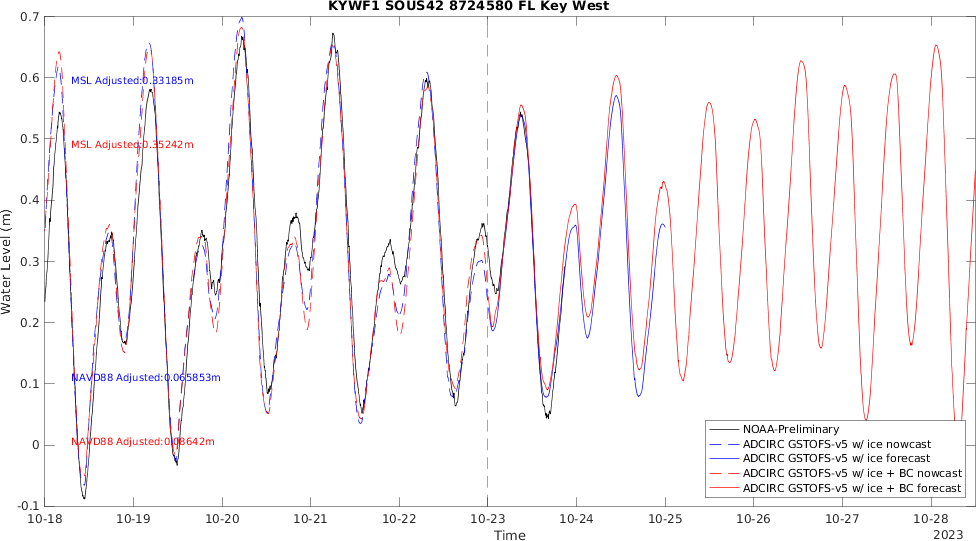 KYWF1 SOUS42 8724580 FL Key West
0.7
0.6
0.5
0.4
0.3
0.2
0.1
0
-0.1
Water Level (m)
MSL Adjusted:0.33185m
MSL Adjusted:0.35242m
NAVD88 Adjusted:0.065853m
NAVD88 Adjusted:0.08642m
NOAA-Preliminary
ADCIRC GSTOFS-v5 w/ ice nowcast
ADCIRC GSTOFS-v5 w/ ice forecast
ADCIRC GSTOFS-v5 w/ ice + BC nowcast
ADCIRC GSTOFS-v5 w/ ice + BC forecast
10-18 10-19 10-20 10-21 10-22 10-23 10-24 10-25 10-26 10-27 10-28
Time
2023